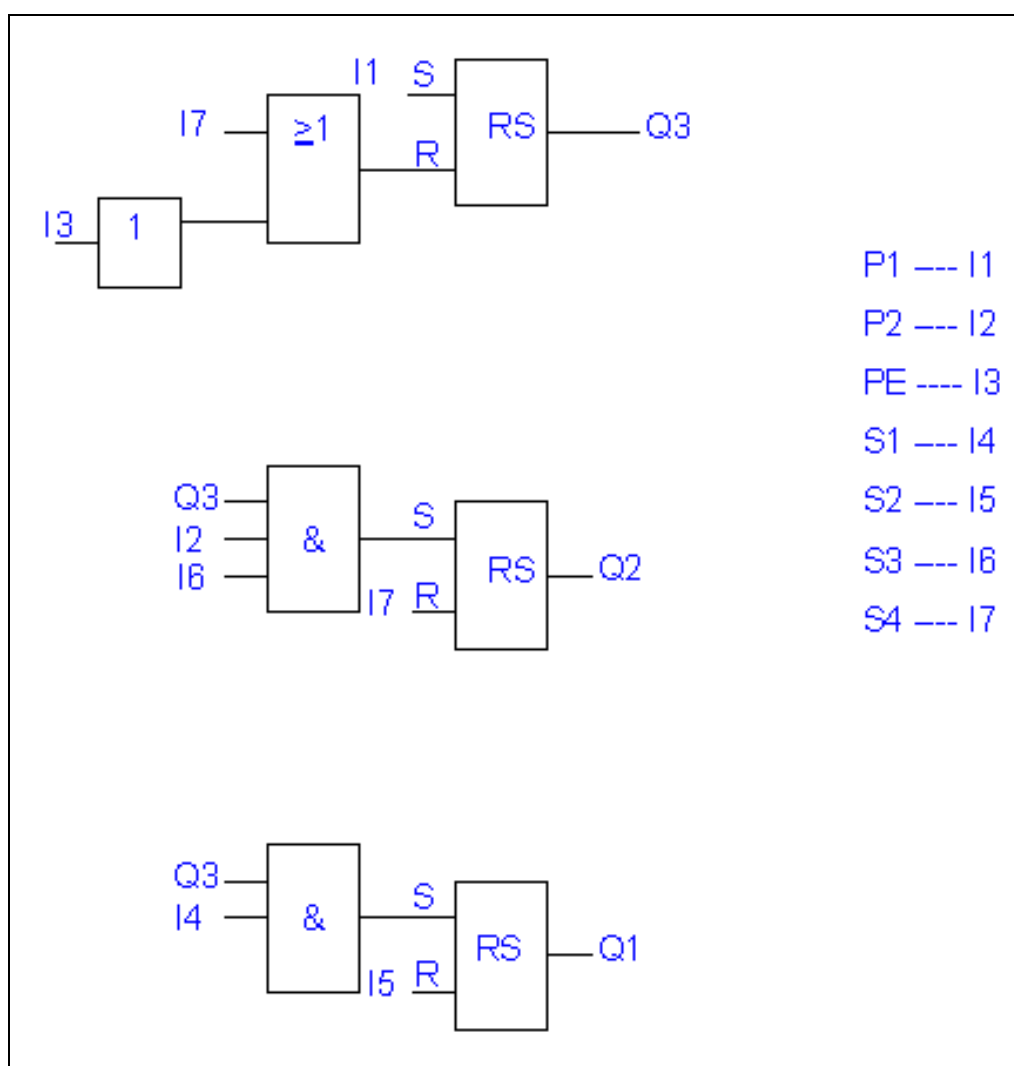 I1 S
I7 ≥1 RS Q3
R
I3 1
P1 --- I1
P2 --- I2
PE ---- I3
S1 --- I4
S2 --- I5
S3 --- I6
S4 --- I7
Q3 S
I2 & RS Q2
I6 I7 R
Q3 S
I4 & RS Q1
I5 R